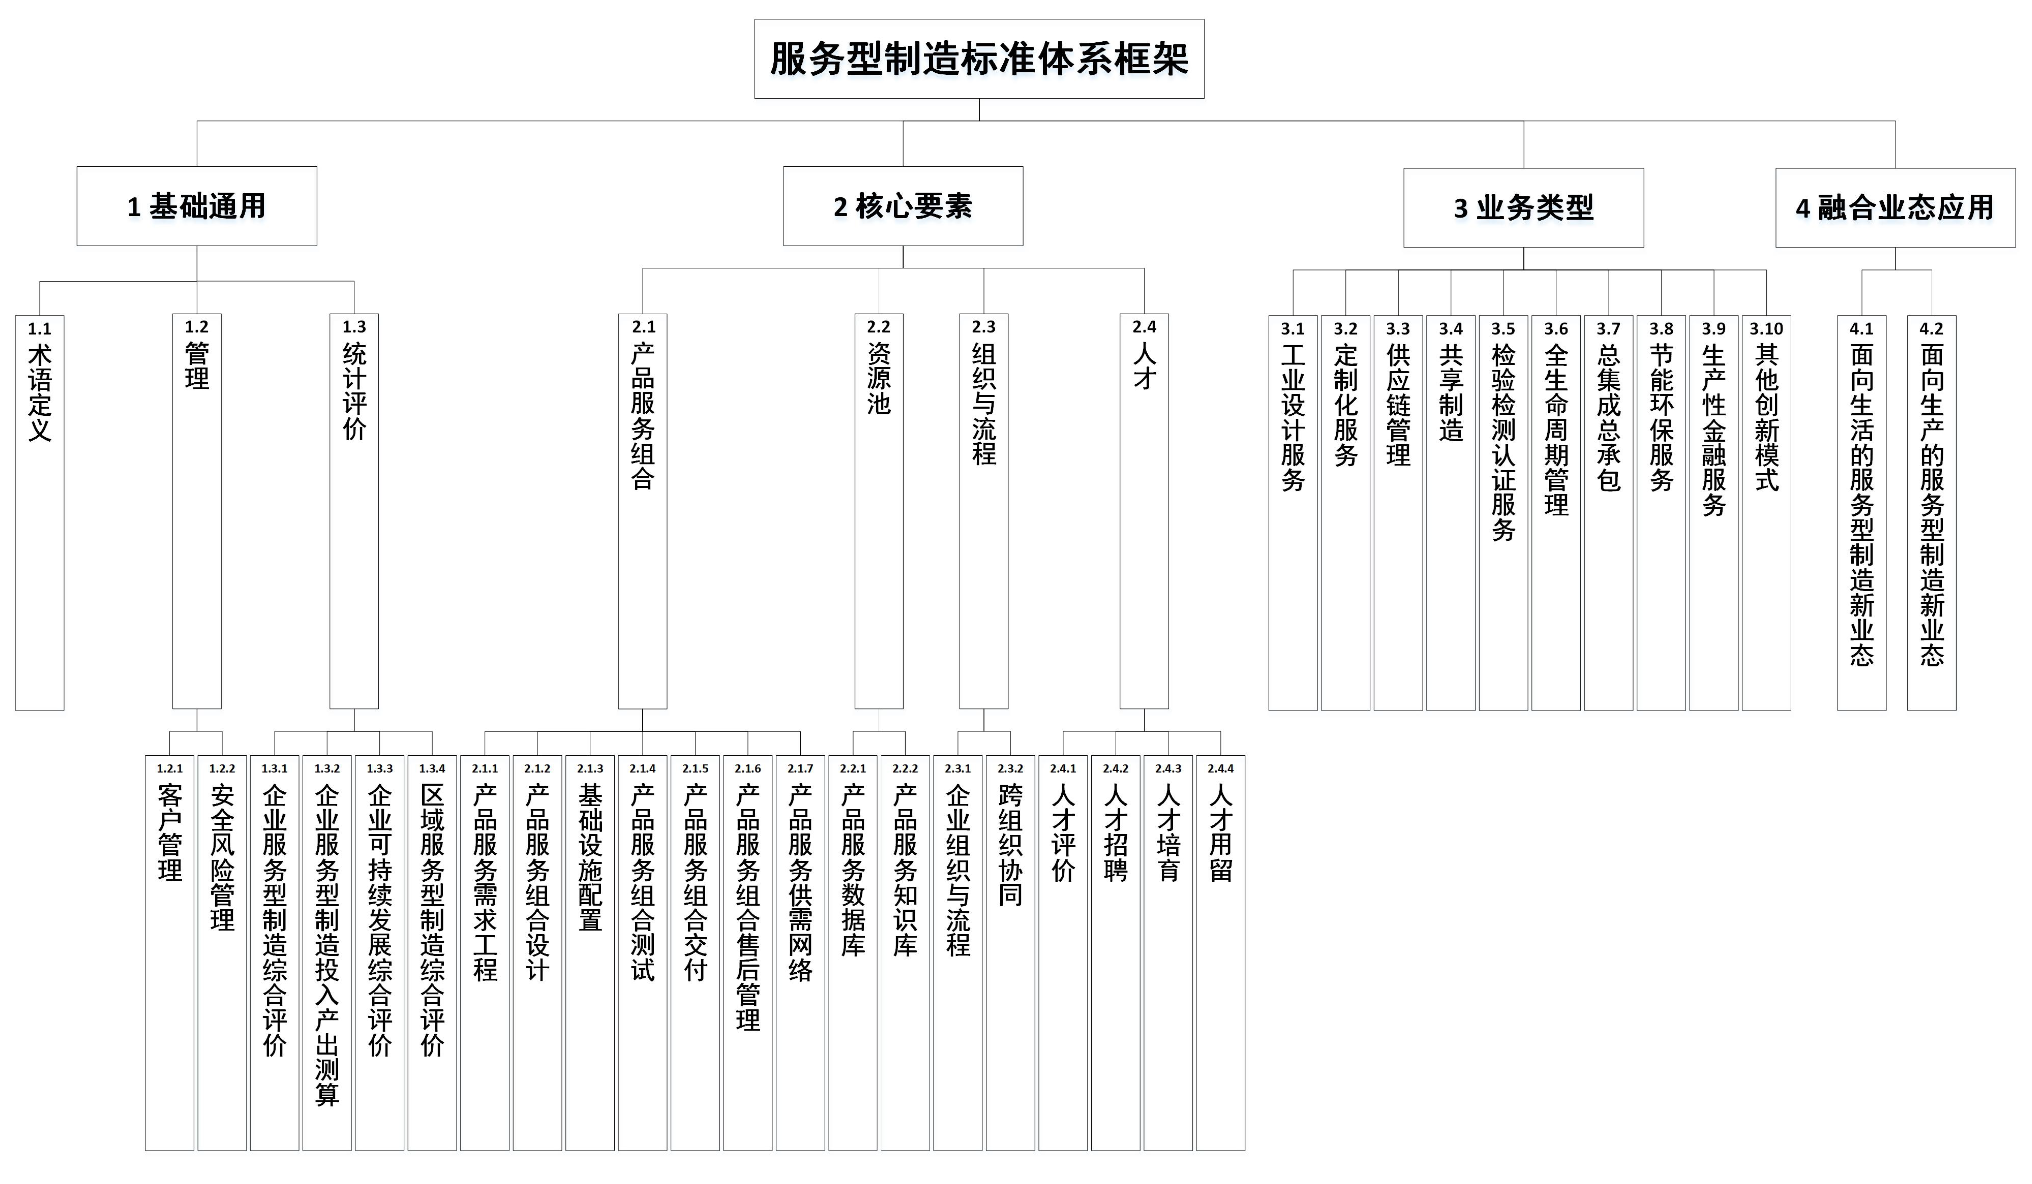 服务型制造标准体系框架
1 基础通用
2 核心要素
3 业务类型
4 融合业态应用
1.1
术语定义
1.2
管理
1.3
统计评价
2.1
产品服务组合
2.2
资源池
2.3
组织与流程
2.4
人才
3.1
工业设计服务
3.2
定制化服务
3.3
供应链管理
3.4
共享制造
3.5
检验检测认证服务
3.6
全生命周期管理
3.7
总集成总承包
3.8
节能环保服务
3.9
生产性金融服务
3.10
其他创新模式
4.1
面向生活的服务型制造新业态
4.2
面向生产的服务型制造新业态
1.2.1
客户管理
1.2.2
安全风险管理
1.3.1
企业服务型制造综合评价
1.3.2
企业服务型制造投入产出测算
1.3.3
企业可持续发展综合评价
1.3.4
区域服务型制造综合评价
2.1.1
产品服务需求工程
2.1.2
产品服务组合设计
2.1.3
基础设施配置
2.1.4
产品服务组合测试
2.1.5
产品服务组合交付
2.1.6
产品服务组合售后管理
2.1.7
产品服务供需网络
2.2.1
产品服务数据库
2.2.2
产品服务知识库
2.3.1
企业组织与流程
2.3.2
跨组织协同
2.4.1
人才评价
2.4.2
人才招聘
2.4.3
人才培育
2.4.4
人才用留